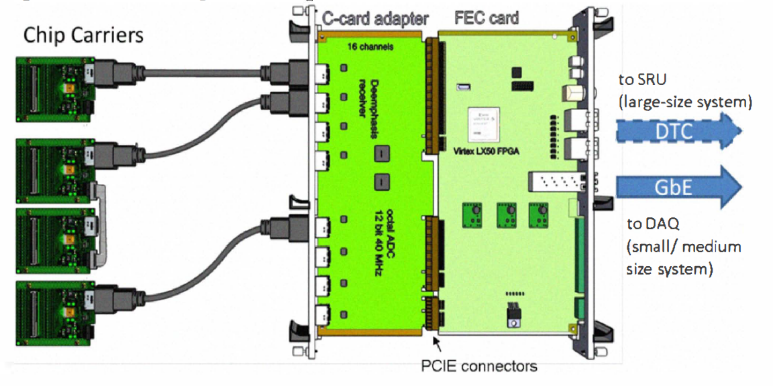 C-card adapter
FEC card
Chip Carriers
16 channels
Deemphasis
receiver
octal ADC
12 bit 40 MHz
Virtex LX50 FPGA
to SRU
(large-size system)
DTC
GbE
to DAQ
(small/ medium
size system)
PCIE connectors